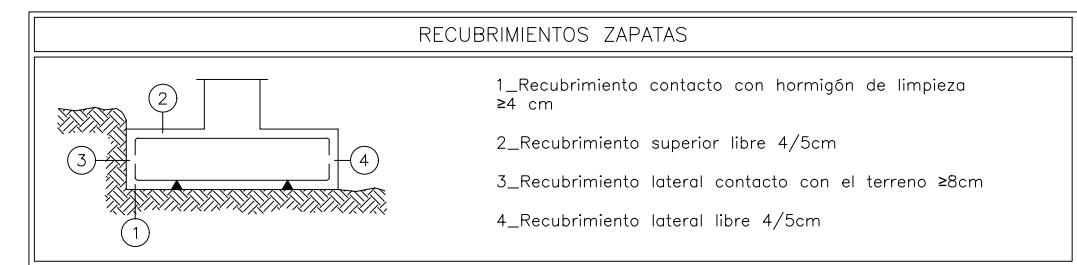 RECUBRIMIENTOS ZAPATAS
1_Recubrimiento contacto con hormigón de limpieza
≥4 cm
2_Recubrimiento superior libre 4/5cm
3_Recubrimiento lateral contacto con el terreno ≥8cm
4_Recubrimiento lateral libre 4/5cm
2
3
4
1